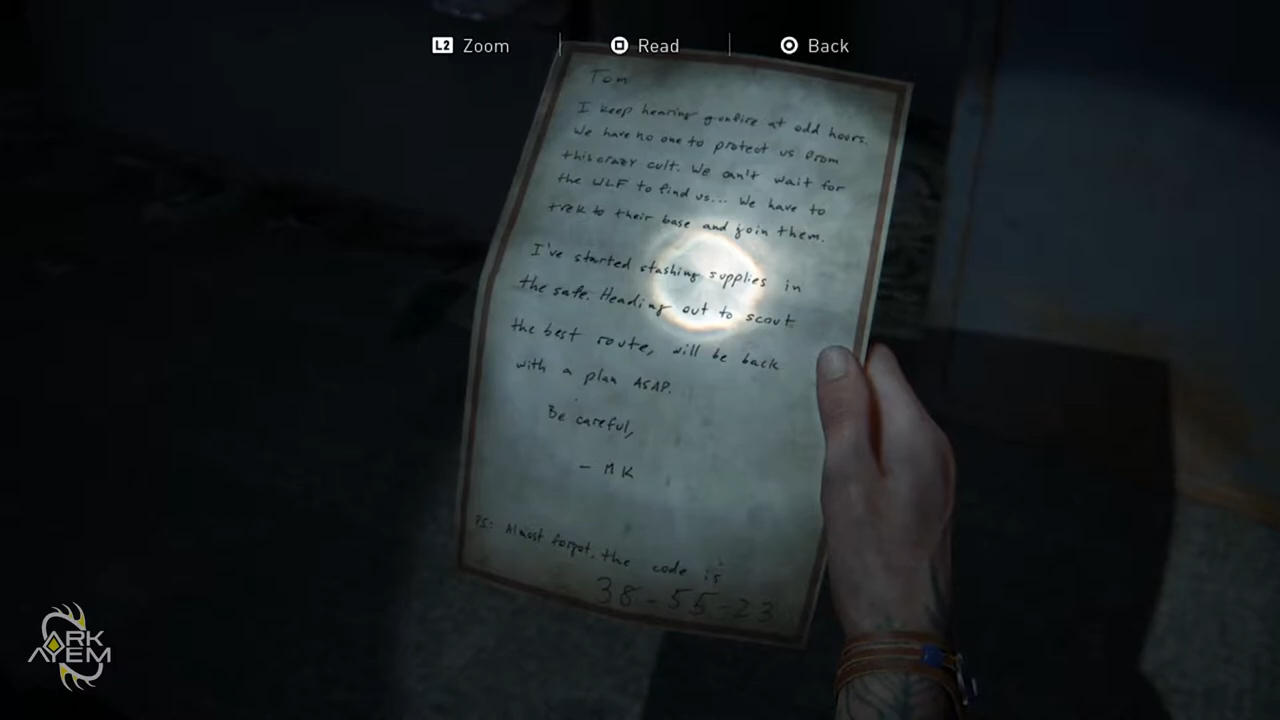 L2 Zoom | Read | Back
Tom
I keep hearing gunfire at odd hours.
We have no one to protect us from
this crazy cult. We can't wait for
the WLF to find us... We have to
trek to their base and join them.
I've started stashing supplies in
the safe. Heading out to scout
the best route, will be back
with a plan ASAP.
Be careful,
- MK
PS: Almost forgot, the code is
38-55-23
ARK
AYEM